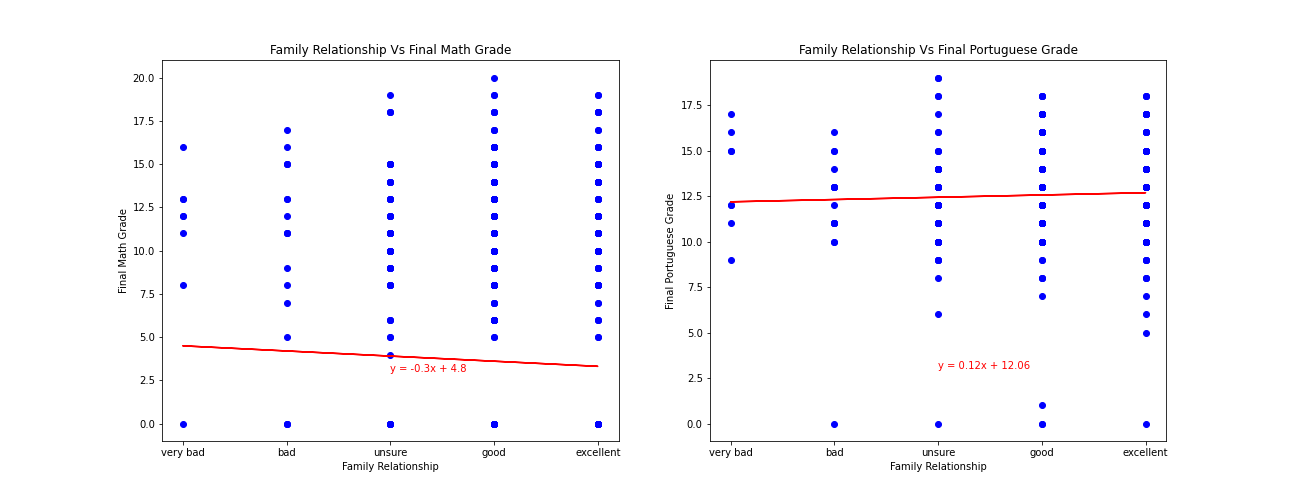 Family Relationship Vs Final Math Grade
Final Math Grade
20.0
17.5
15.0
12.5
10.0
7.5
5.0
2.5
0.0
y = -0.3x + 4.8
very bad bad unsure good excellent
Family Relationship
Family Relationship Vs Final Portuguese Grade
Final Portuguese Grade
17.5
15.0
12.5
10.0
7.5
5.0
2.5
0.0
y = 0.12x + 12.06
very bad bad unsure good excellent
Family Relationship